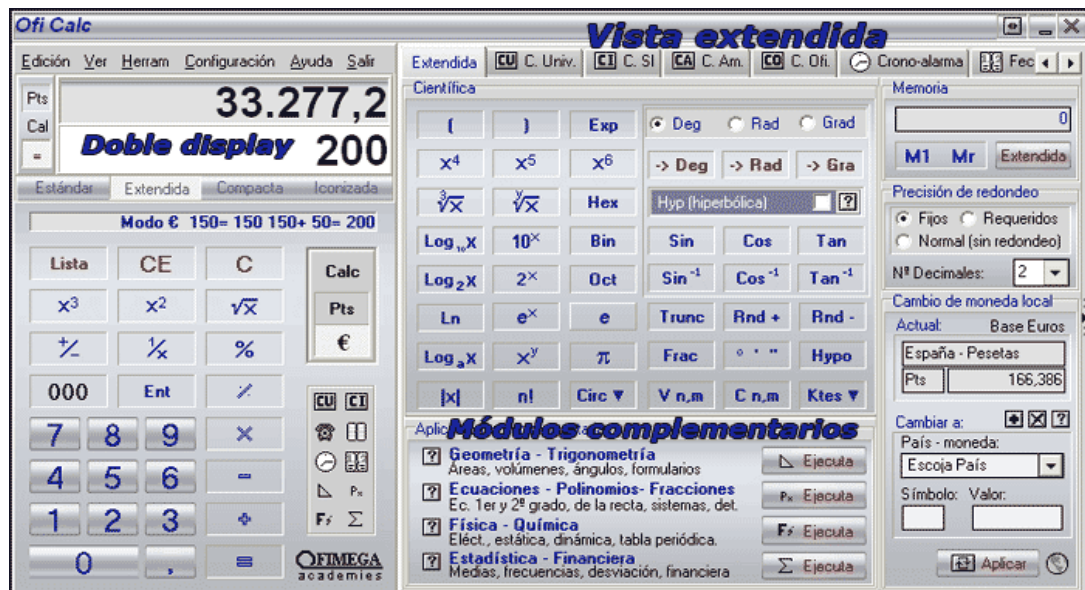 Ofi Calc
Vista extendida
Edición Ver Herram Configuración Ayuda Salir
Pts 33.277,2
Cal
= Doble display 200
Estándar Extendida Compacta Iconizada
Modo € 150= 150 150+ 50= 200
Lista CE C
x³ x² √x
+/- 1/x %
000 Ent ⁒
7 8 9 ×
4 5 6 -
1 2 3 +
0 , =
Calc
Pts
€
CU CI
Px
Σ
OFIMEGA
academies
Extendida CU C. Univ. CI C. SI CA C. Am. CO C. Ofi. Crono-alarma Fec
Científica
( ) Exp Deg Rad Grad
x⁴ x⁵ x⁶ -> Deg -> Rad -> Gra
³√x ʸ√x Hex Hyp (hiperbólica) ?
Log₁₀X 10ˣ Bin Sin Cos Tan
Log₂X 2ˣ Oct Sin⁻¹ Cos⁻¹ Tan⁻¹
Ln eˣ e Trunc Rnd + Rnd -
LogₐX Xʸ π Frac ° ' " Hypo
|x| n! Circ ▼ V n,m C n,m Ktes ▼
Módulos complementarios
? Geometría - Trigonometría
Áreas, volúmenes, ángulos, formularios
Ejecuta
? Ecuaciones - Polinomios- Fracciones
Ec. 1er y 2º grado, de la recta, sistemas, det.
Px Ejecuta
? Física - Química
Eléct., estática, dinámica, tabla periódica.
Ejecuta
? Estadística - Financiera
Medias, frecuencias, desviación, financiera
Σ Ejecuta
Memoria
0
M1 Mr Extendida
Precisión de redondeo
Fijos Requeridos
Normal (sin redondeo)
Nº Decimales: 2
Cambio de moneda local
Actual: Base Euros
España - Pesetas
Pts 166,386
Cambiar a: ?
País - moneda:
Escoja País
Símbolo: Valor:
Aplicar